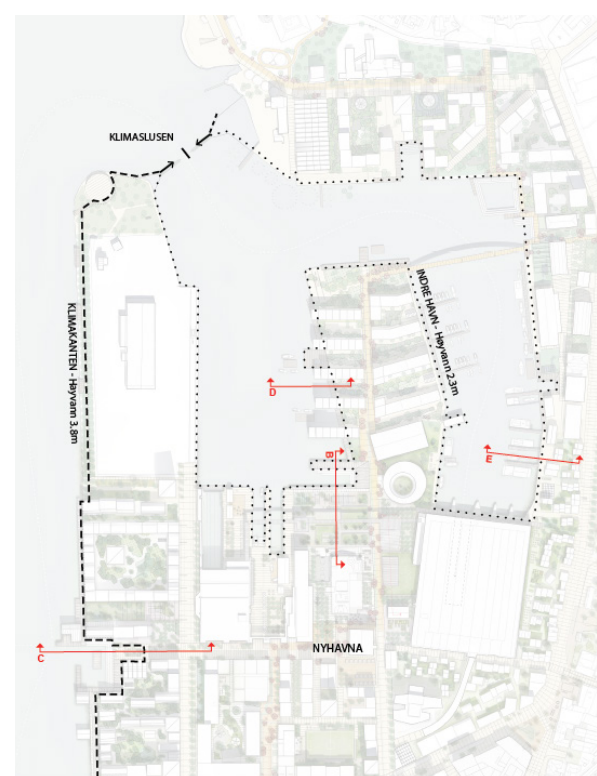 KLIMASLUSEN
KLIMAKANTEN - Høyvann 3.8m
INDRE HAVN - Høyvann 2.3m
D
B
E
C
NYHAVNA